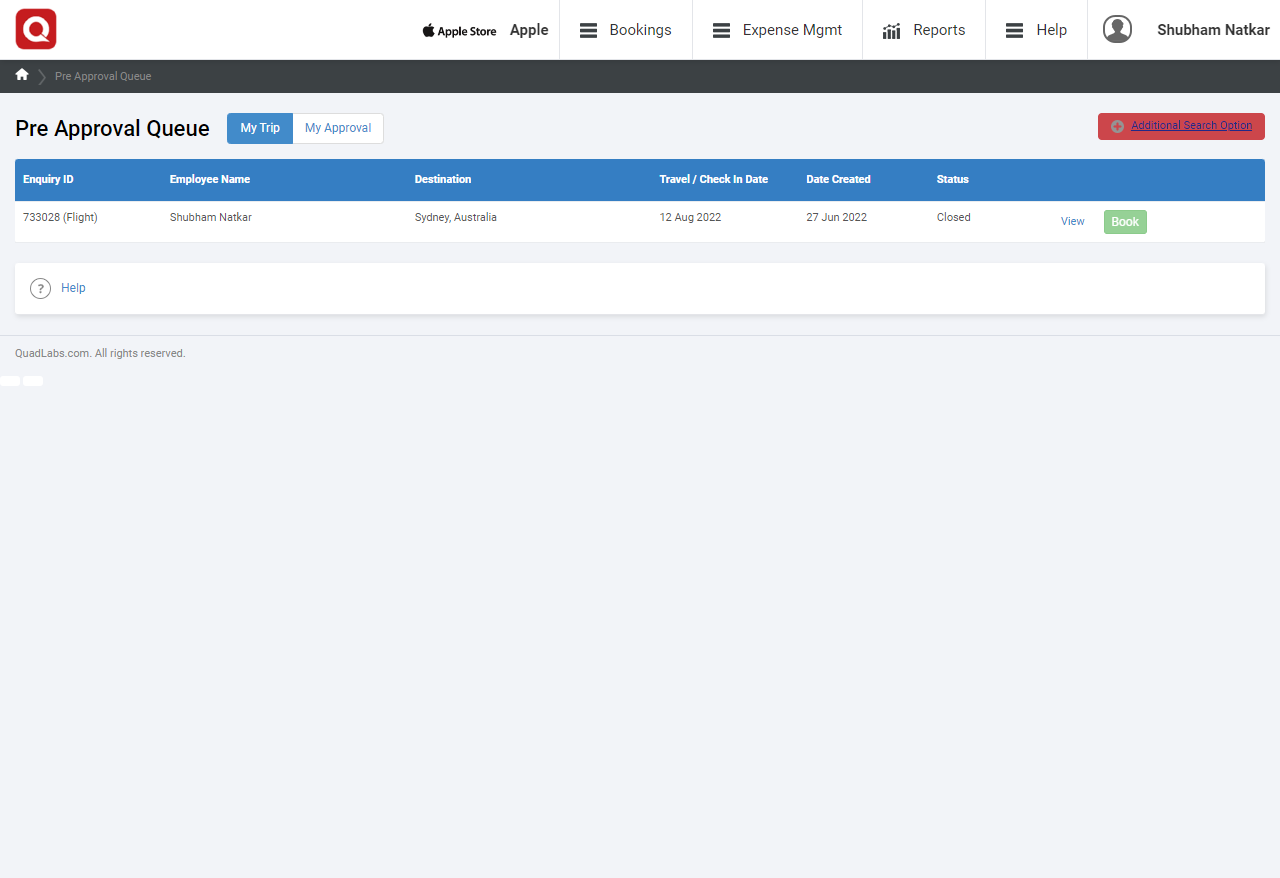 Apple Store Apple Bookings Expense Mgmt Reports Help Shubham Natkar
Pre Approval Queue
Pre Approval Queue My Trip My Approval Additional Search Option
Enquiry ID Employee Name Destination Travel / Check In Date Date Created Status
733028 (Flight) Shubham Natkar Sydney, Australia 12 Aug 2022 27 Jun 2022 Closed View Book
? Help
QuadLabs.com. All rights reserved.